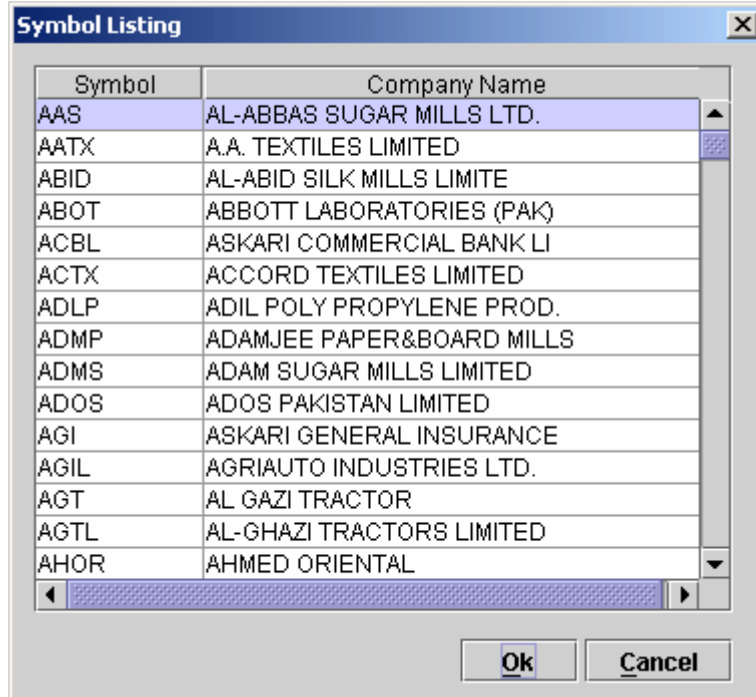 Symbol Listing
Symbol Company Name
AAS AL-ABBAS SUGAR MILLS LTD.
AATX A.A. TEXTILES LIMITED
ABID AL-ABID SILK MILLS LIMITE
ABOT ABBOTT LABORATORIES (PAK)
ACBL ASKARI COMMERCIAL BANK LI
ACTX ACCORD TEXTILES LIMITED
ADLP ADIL POLY PROPYLENE PROD.
ADMP ADAMJEE PAPER&BOARD MILLS
ADMS ADAM SUGAR MILLS LIMITED
ADOS ADOS PAKISTAN LIMITED
AGI ASKARI GENERAL INSURANCE
AGIL AGRIAUTO INDUSTRIES LTD.
AGT AL GAZI TRACTOR
AGTL AL-GHAZI TRACTORS LIMITED
AHOR AHMED ORIENTAL
Ok Cancel